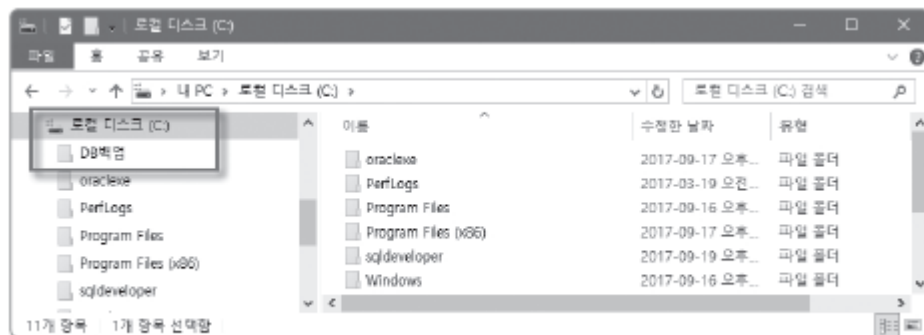 로컬 디스크 (C:)
파일 홈 공유 보기
내 PC › 로컬 디스크 (C:) ›
로컬 디스크 (C:) 검색
로컬 디스크 (C:)
DB백업
oraclexe
PerfLogs
Program Files
Program Files (x86)
sqldeveloper
이름 수정한 날짜 유형
oraclexe 2017-09-17 오후... 파일 폴더
PerfLogs 2017-03-19 오전... 파일 폴더
Program Files 2017-09-16 오후... 파일 폴더
Program Files (x86) 2017-09-17 오후... 파일 폴더
sqldeveloper 2017-09-19 오후... 파일 폴더
Windows 2017-09-16 오후... 파일 폴더
11개 항목 1개 항목 선택함